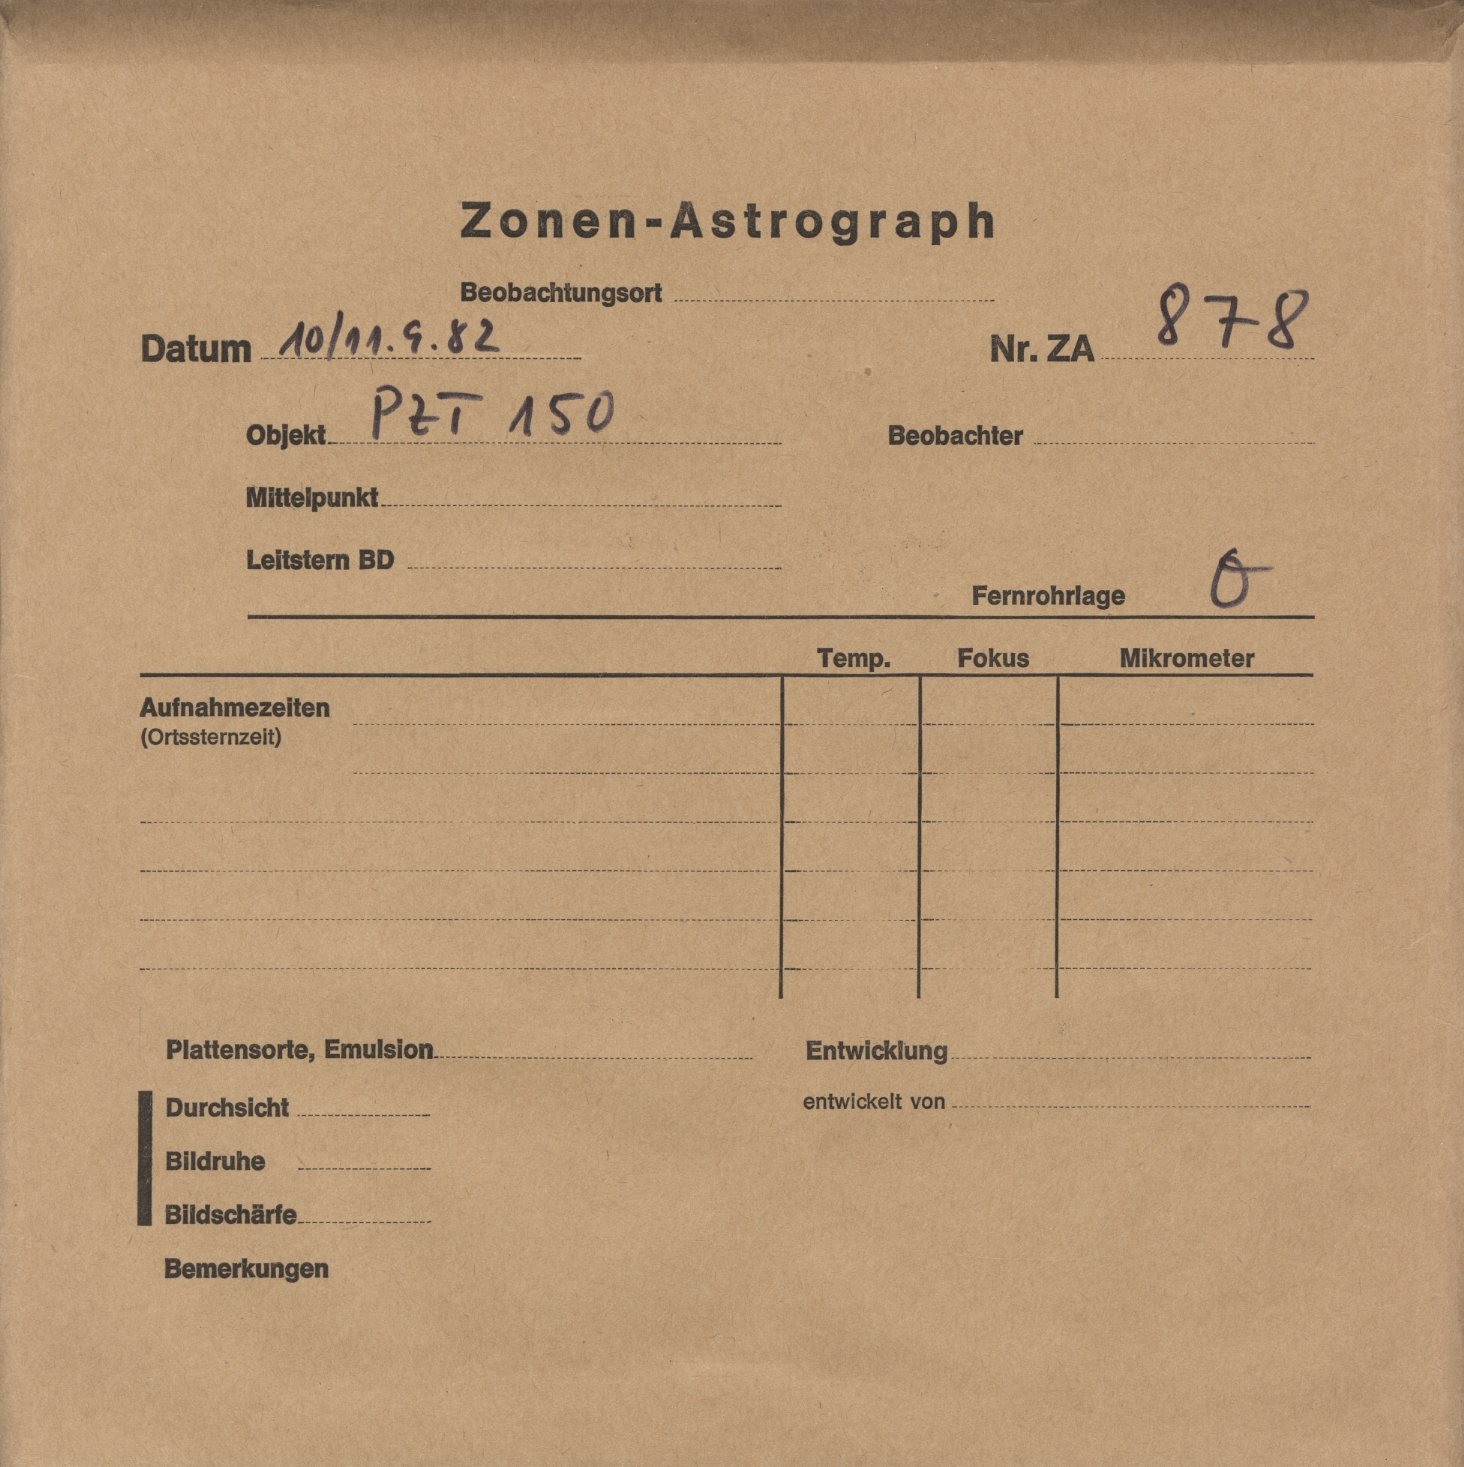 Zonen-Astrograph
Beobachtungsort
Datum 10/11.9.82
Nr. ZA 878
Objekt PZT 150
Beobachter
Mittelpunkt
Leitstern BD
Fernrohrlage O
Temp. Fokus Mikrometer
Aufnahmezeiten
(Ortssternzeit)
Plattensorte, Emulsion
Entwicklung
Durchsicht
entwickelt von
Bildruhe
Bildschärfe
Bemerkungen